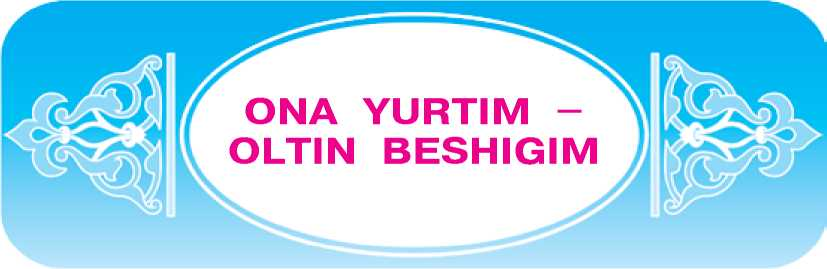 ONA YURTIM –
OLTIN BESHIGIM